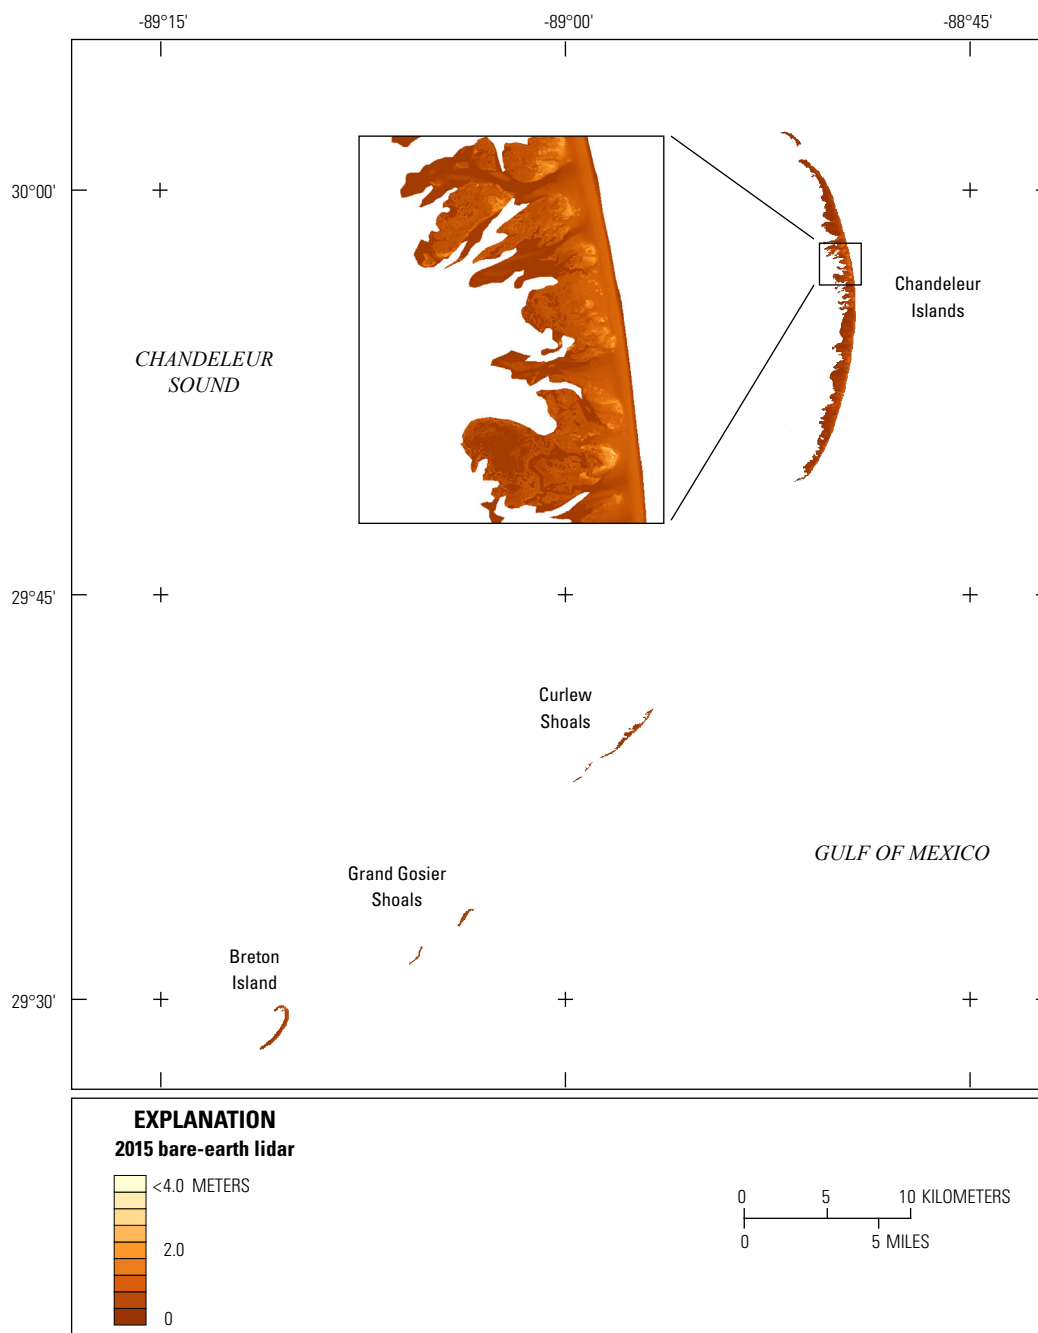 -89°15'
-89°00'
-88°45'
30°00'
Chandeleur
Islands
CHANDELEUR
SOUND
29°45'
Curlew
Shoals
GULF OF MEXICO
Grand Gosier
Shoals
Breton
Island
29°30'
EXPLANATION
2015 bare-earth lidar
<4.0 METERS
2.0
0
0 5 10 KILOMETERS
0 5 MILES